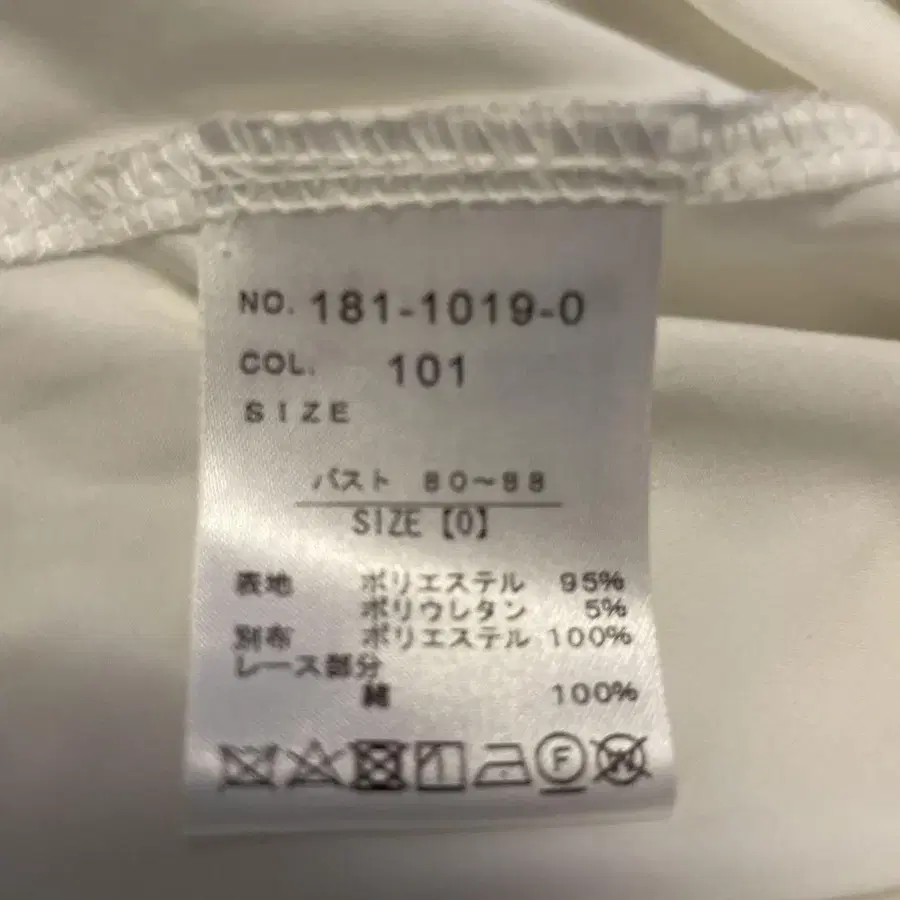 NO. 181-1019-0
COL. 101
SIZE
バスト 80~88
SIZE【0】
表地 ポリエステル 95%
ポリウレタン 5%
別布 ポリエステル 100%
レース部分
綿 100%
F
W